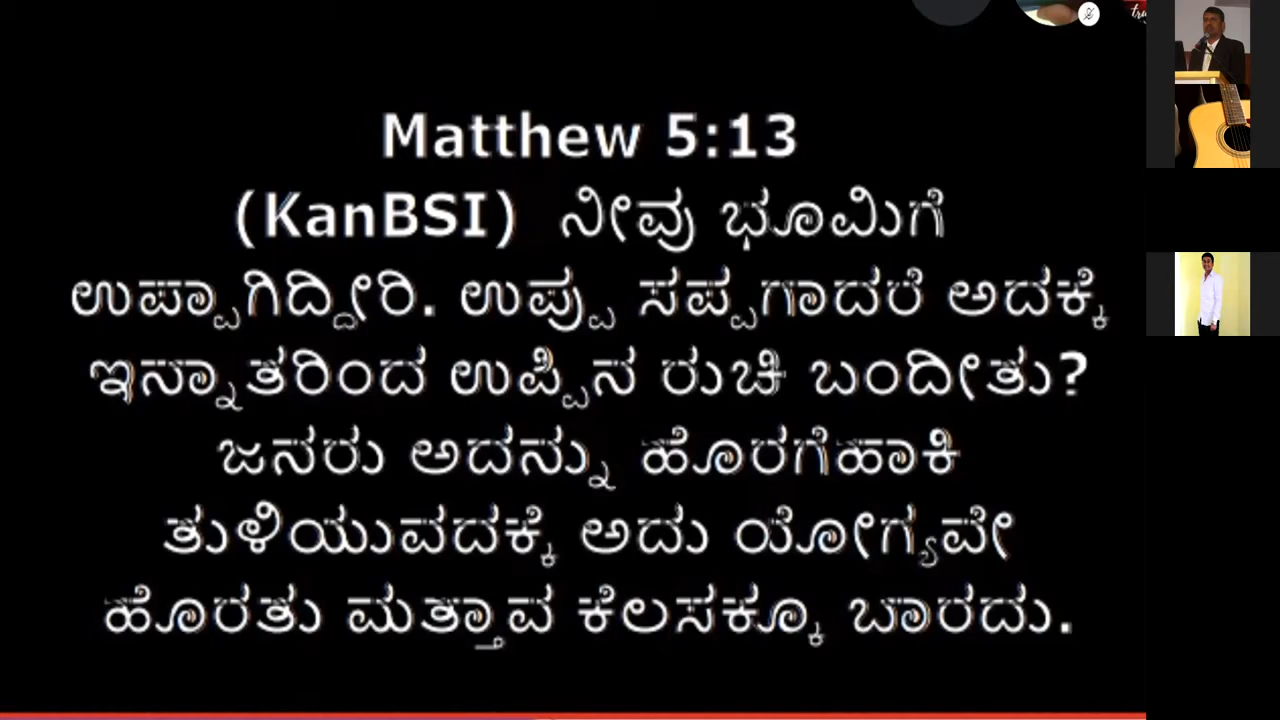 Matthew 5:13
(KanBSI) ನೀವು ಭೂಮಿಗೆ
ಉಪ್ಪಾಗಿದ್ದೀರಿ. ಉಪ್ಪು ಸಪ್ಪಗಾದರೆ ಅದಕ್ಕೆ
ಇನ್ನಾತರಿಂದ ಉಪ್ಪಿನ ರುಚಿ ಬಂದೀತು?
ಜನರು ಅದನ್ನು ಹೊರಗೆಹಾಕಿ
ತುಳಿಯುವದಕ್ಕೆ ಅದು ಯೋಗ್ಯವೇ
ಹೊರತು ಮತ್ತಾವ ಕೆಲಸಕ್ಕೂ ಬಾರದು.